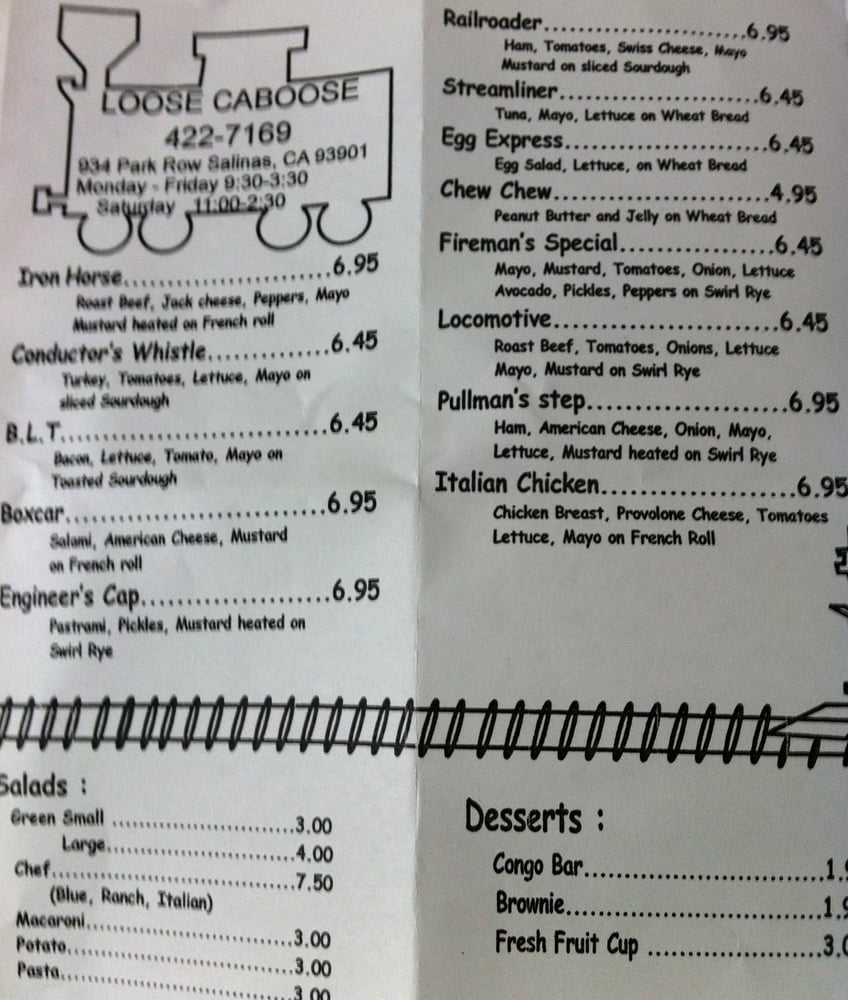 LOOSE CABOOSE
422-7169
934 Park Row Salinas, CA 93901
Monday - Friday 9:30-3:30
Saturday 11:00-2:30
Iron Horse..............................6.95
Roast Beef, Jack cheese, Peppers, Mayo
Mustard heated on French roll
Conductor's Whistle..................6.45
Turkey, Tomatoes, Lettuce, Mayo on
sliced Sourdough
B.L.T.......................................6.45
Bacon, Lettuce, Tomato, Mayo on
Toasted Sourdough
Boxcar......................................6.95
Salami, American Cheese, Mustard
on French roll
Engineer's Cap...........................6.95
Pastrami, Pickles, Mustard heated on
Swirl Rye
Railroader..............................6.95
Ham, Tomatoes, Swiss Cheese, Mayo
Mustard on sliced Sourdough
Streamliner.............................6.45
Tuna, Mayo, Lettuce on Wheat Bread
Egg Express.............................6.45
Egg Salad, Lettuce, on Wheat Bread
Chew Chew...............................4.95
Peanut Butter and Jelly on Wheat Bread
Fireman's Special.....................6.45
Mayo, Mustard, Tomatoes, Onion, Lettuce
Avocado, Pickles, Peppers on Swirl Rye
Locomotive..............................6.45
Roast Beef, Tomatoes, Onions, Lettuce
Mayo, Mustard on Swirl Rye
Pullman's step..........................6.95
Ham, American Cheese, Onion, Mayo,
Lettuce, Mustard heated on Swirl Rye
Italian Chicken.........................6.95
Chicken Breast, Provolone Cheese, Tomatoes
Lettuce, Mayo on French Roll
Salads :
Green Small ..............................3.00
Large..............................4.00
Chef........................................7.50
(Blue, Ranch, Italian)
Macaroni..................................3.00
Potato.....................................3.00
Pasta......................................3.00
Desserts :
Congo Bar..............................1.9
Brownie.................................1.9
Fresh Fruit Cup .......................3.0